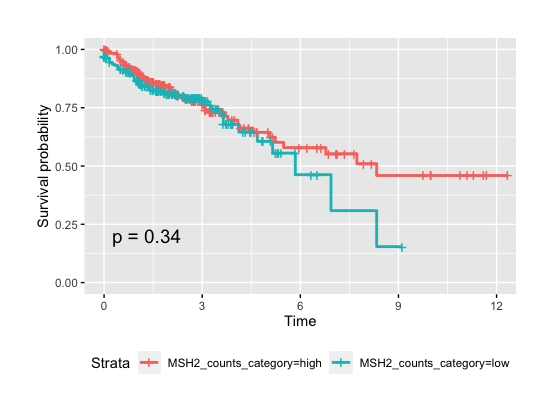 1.00
0.75
0.50
0.25
0.00
Survival probability
p = 0.34
0 3 6 9 12
Time
Strata MSH2_counts_category=high MSH2_counts_category=low